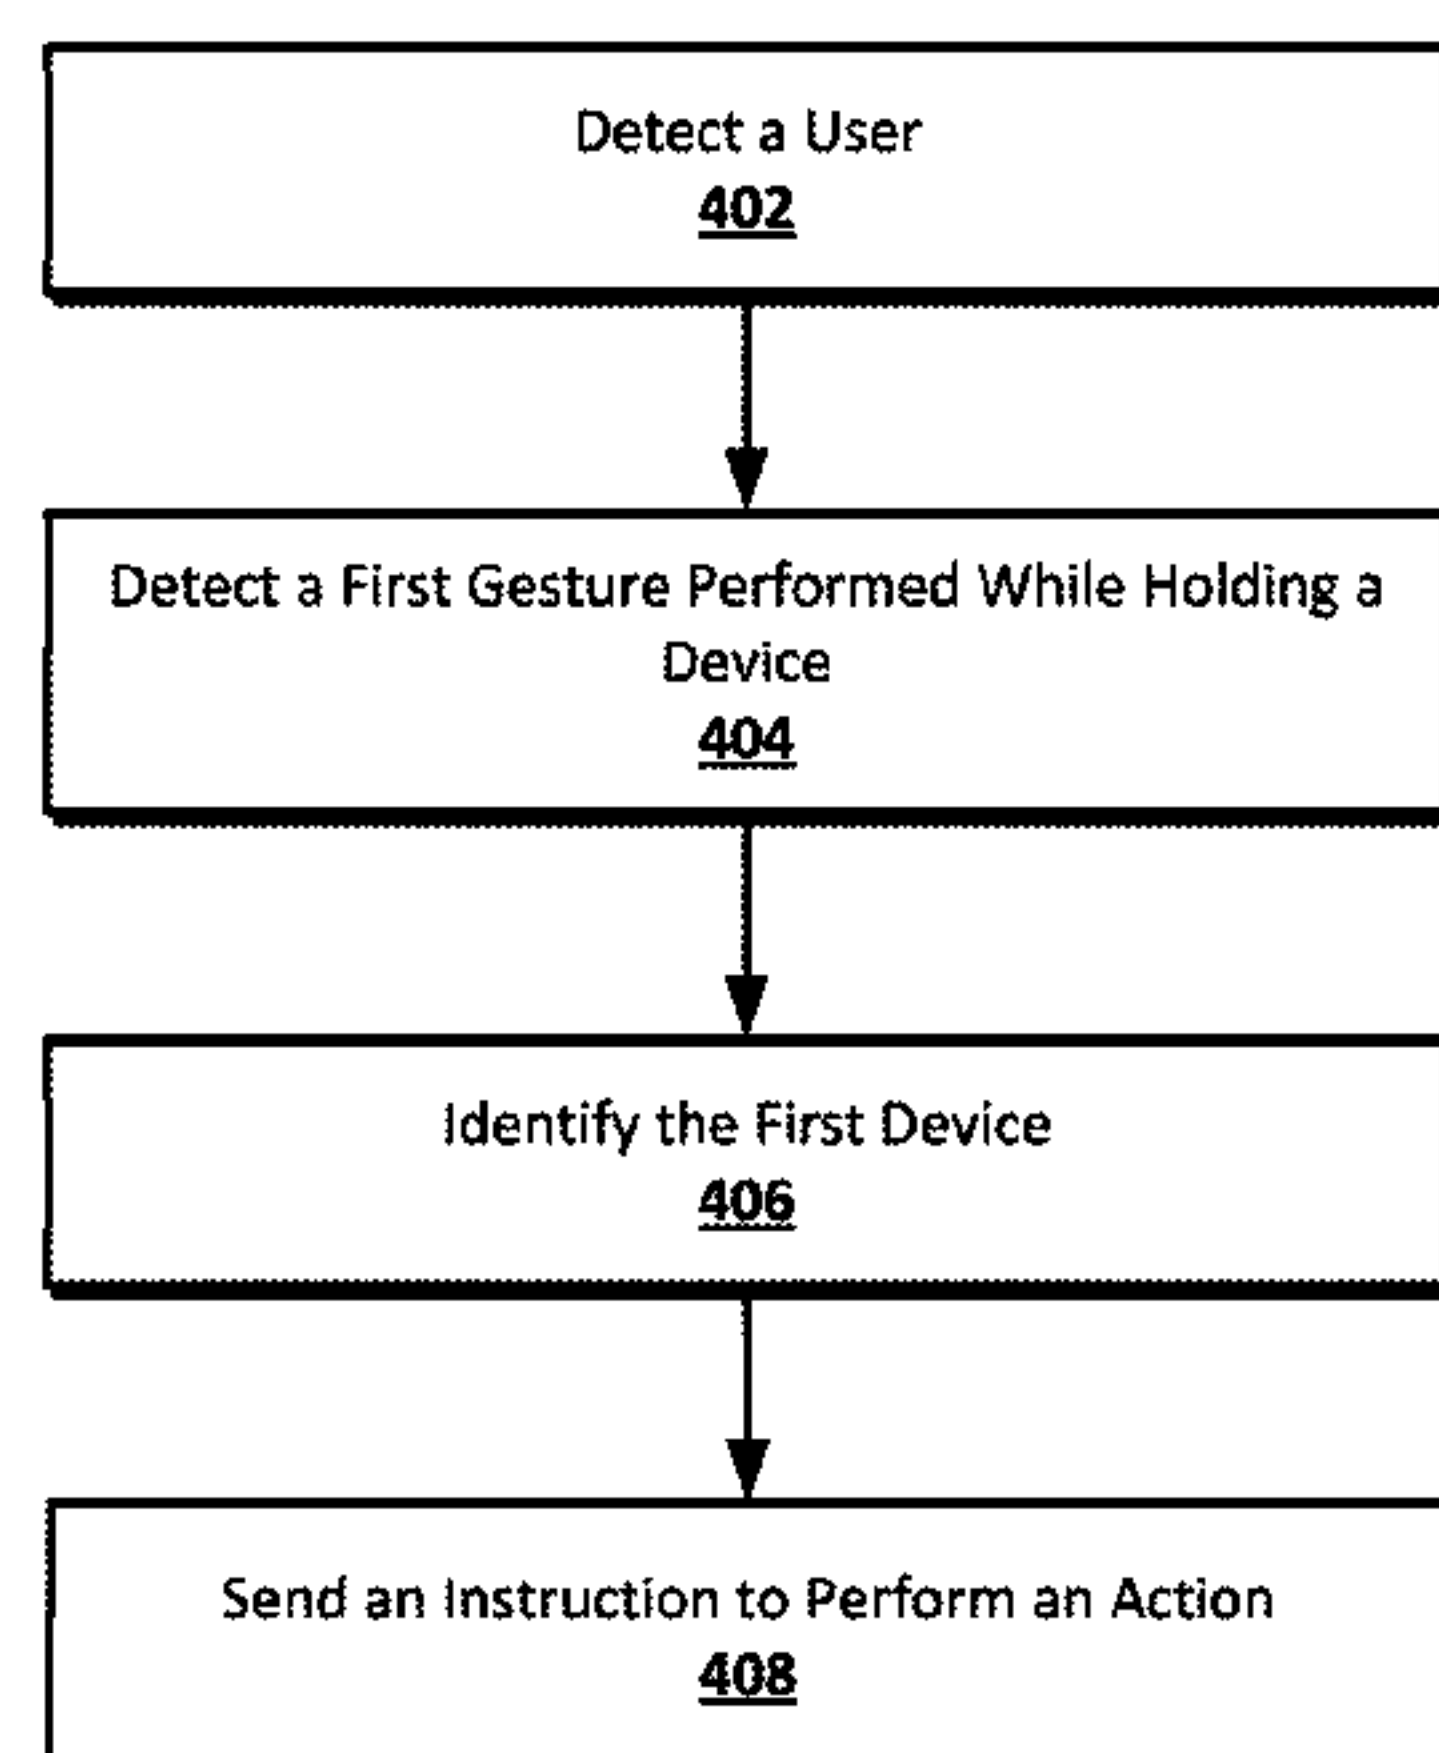 Detect a User
402
Detect a First Gesture Performed While Holding a
Device
404
Identify the First Device
406
Send an Instruction to Perform an Action
408